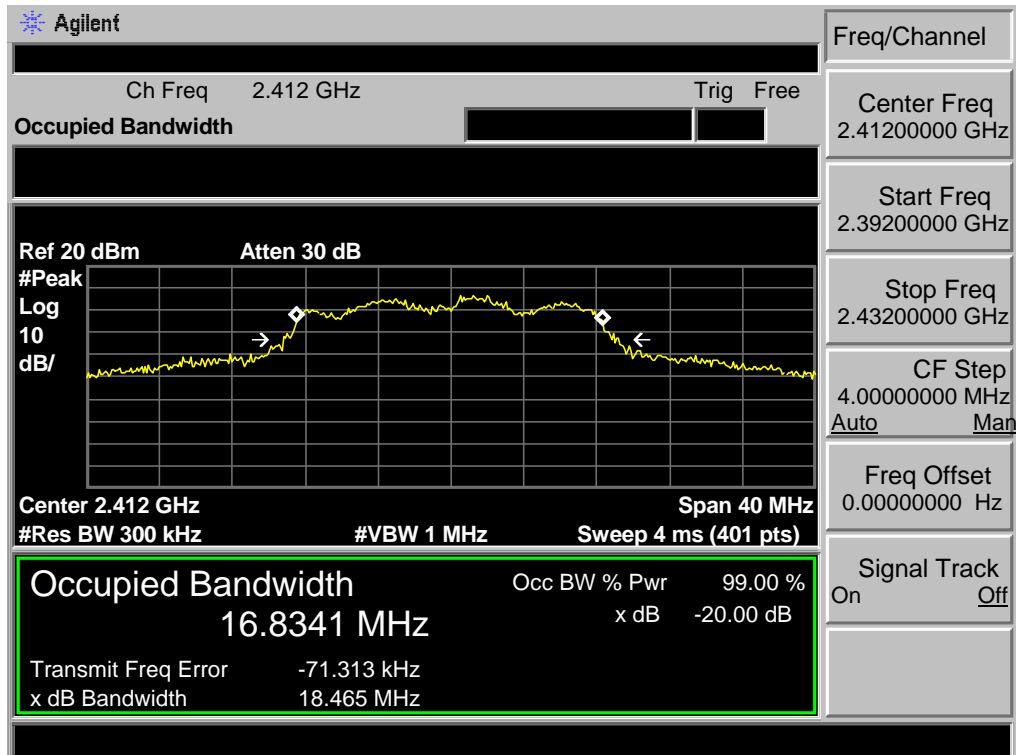 Agilent
Ch Freq 2.412 GHz Trig Free
Occupied Bandwidth
Ref 20 dBm Atten 30 dB
#Peak
Log
10
dB/
Center 2.412 GHz Span 40 MHz
#Res BW 300 kHz #VBW 1 MHz Sweep 4 ms (401 pts)
Occupied Bandwidth
16.8341 MHz
Occ BW % Pwr 99.00 %
x dB -20.00 dB
Transmit Freq Error -71.313 kHz
x dB Bandwidth 18.465 MHz
Freq/Channel
Center Freq
2.41200000 GHz
Start Freq
2.39200000 GHz
Stop Freq
2.43200000 GHz
CF Step
4.00000000 MHz
Auto Man
Freq Offset
0.00000000 Hz
Signal Track
On Off